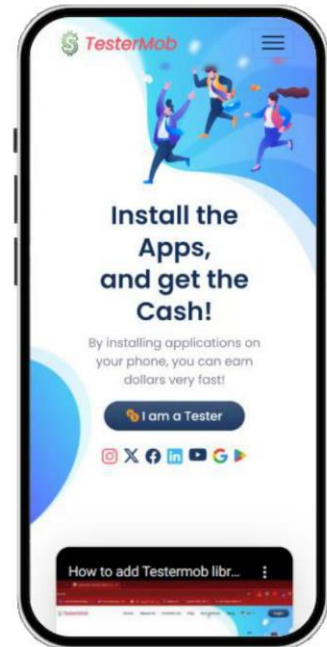 TesterMob
Install the
Apps,
and get the
Cash!
By installing applications on
your phone, you can earn
dollars very fast!
I am a Tester
How to add Testermob libr...